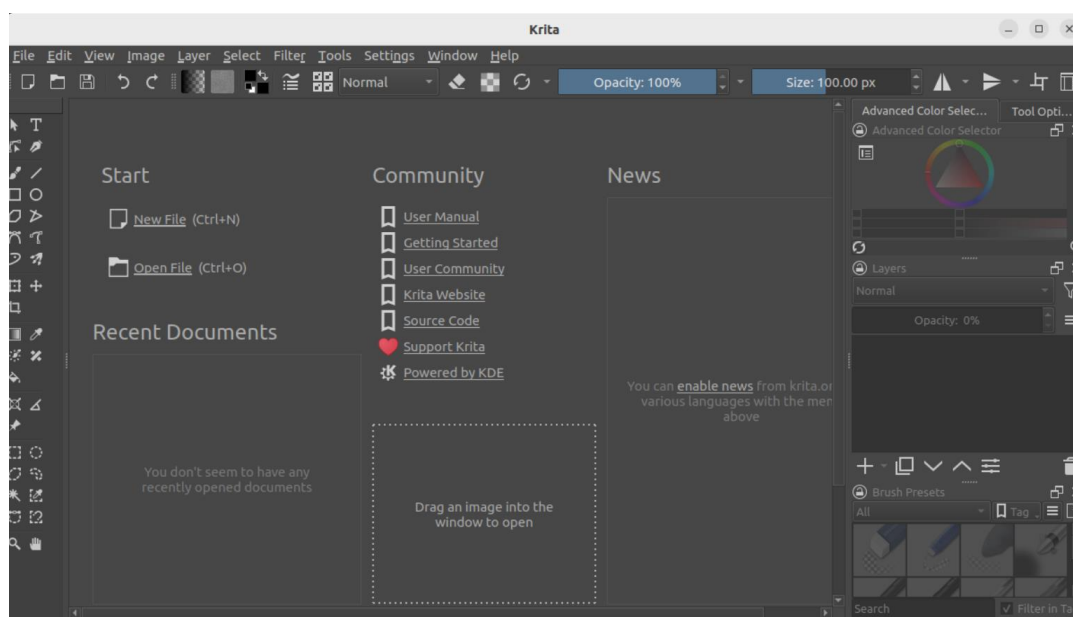 Krita
File Edit View Image Layer Select Filter Tools Settings Window Help
Normal Opacity: 100% Size: 100.00 px
Advanced Color Selec... Tool Opti...
Advanced Color Selector
T
Start
New File (Ctrl+N)
Open File (Ctrl+O)
Recent Documents
You don't seem to have any
recently opened documents
Community
User Manual
Getting Started
User Community
Krita Website
Source Code
Support Krita
Powered by KDE
Drag an image into the
window to open
News
You can enable news from krita.or
various languages with the men
above
Layers
Normal
Opacity: 0%
Brush Presets
All Tag
Search Filter in Ta